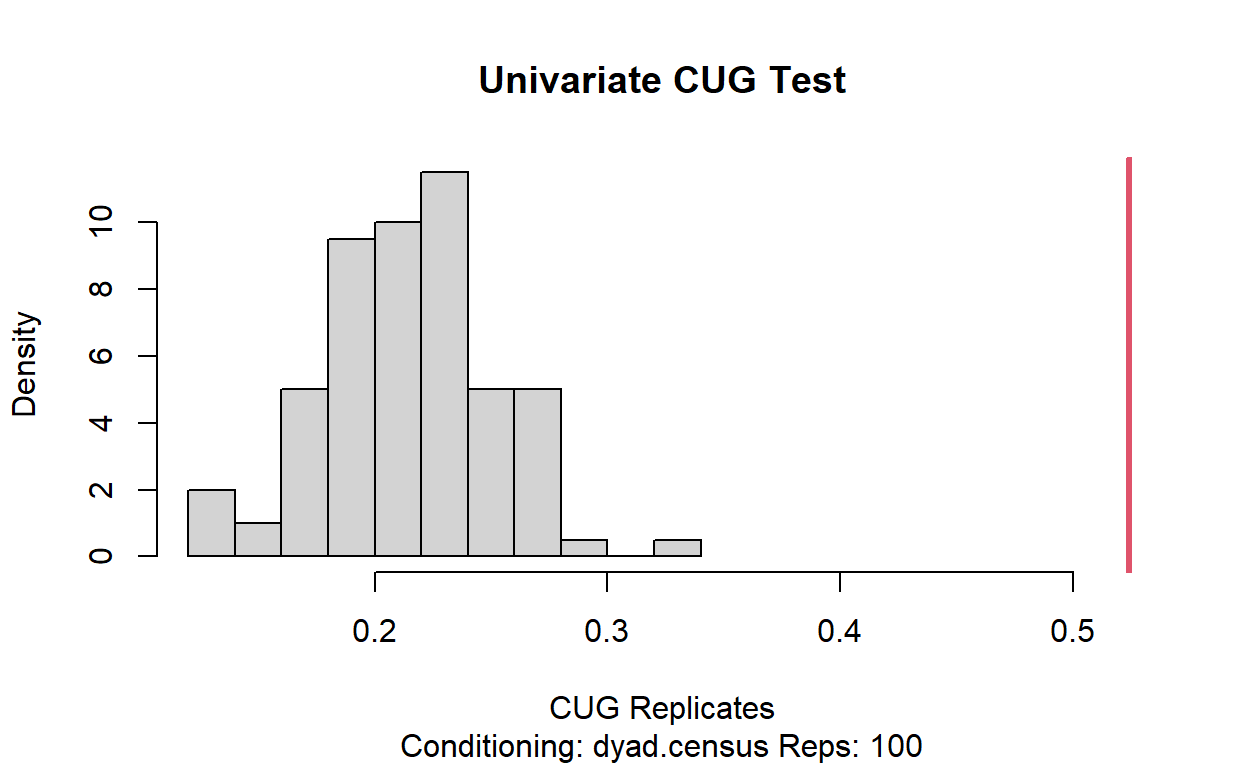 Univariate CUG Test
Density
10
8
6
4
2
0
0.2 0.3 0.4 0.5
CUG Replicates
Conditioning: dyad.census Reps: 100